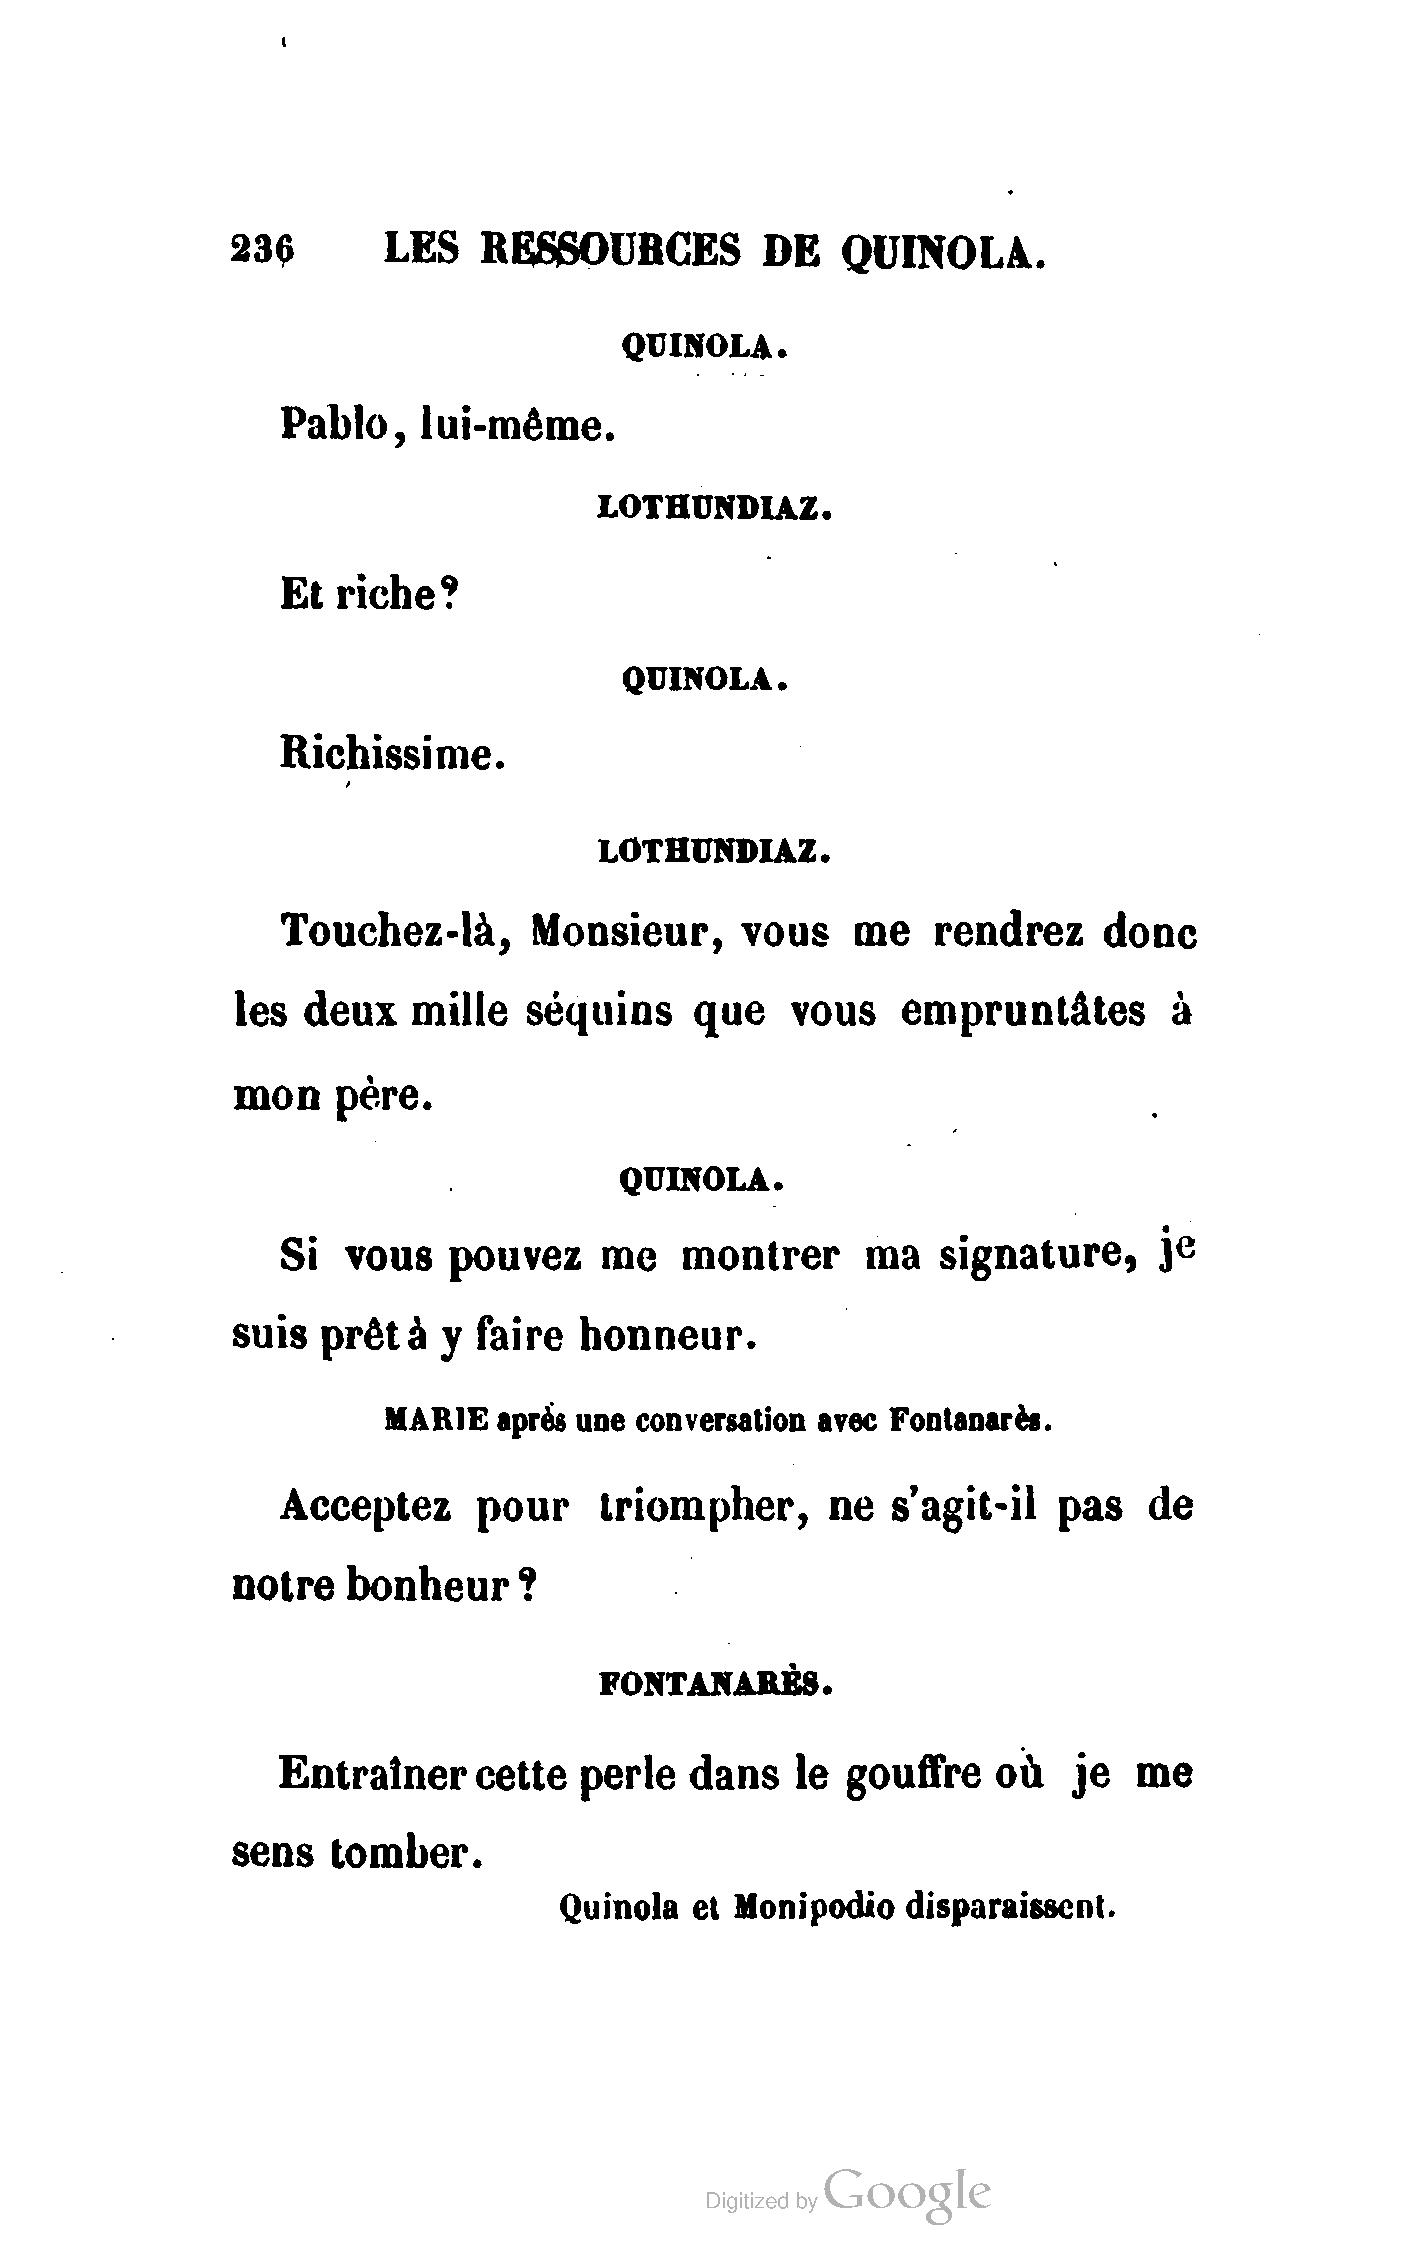 236 LES RESSOURCES DE QUINOLA.
QUINOLA.
Pablo, lui-même.
LOTHUNDIAZ.
Et riche?
QUINOLA.
Richissime.
LOTHUNDIAZ.
Touchez-là, Monsieur, vous me rendrez donc
les deux mille séquins que vous empruntâtes à
mon père.
QUINOLA.
Si vous pouvez me montrer ma signature, je
suis prêt à y faire honneur.
MARIE après une conversation avec Fontanarès.
Acceptez pour triompher, ne s'agit-il pas de
notre bonheur?
FONTANARÈS.
Entraîner cette perle dans le gouffre où je me
sens tomber.
Quinola et Monipodio disparaissent.
Digitized by Google